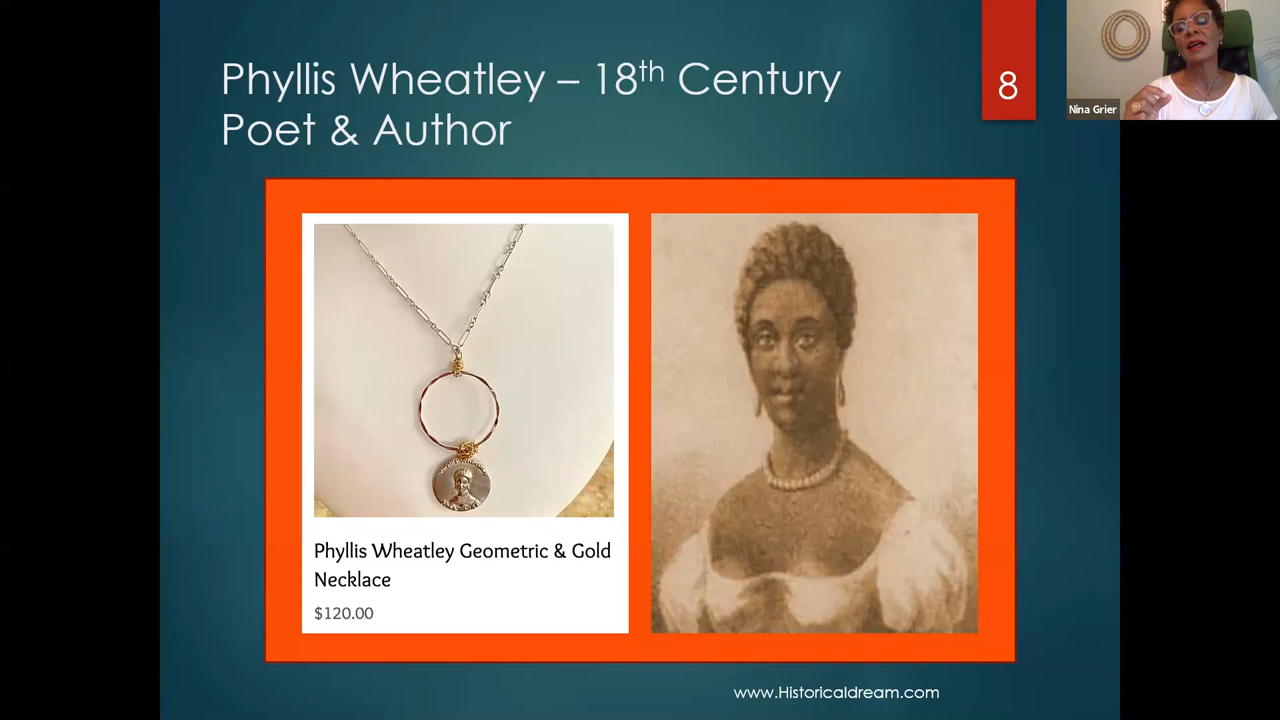 Phyllis Wheatley – 18th Century
Poet & Author
8
Nina Grier
Phyllis Wheatley Geometric & Gold
Necklace
$120.00
www.Historicaldream.com